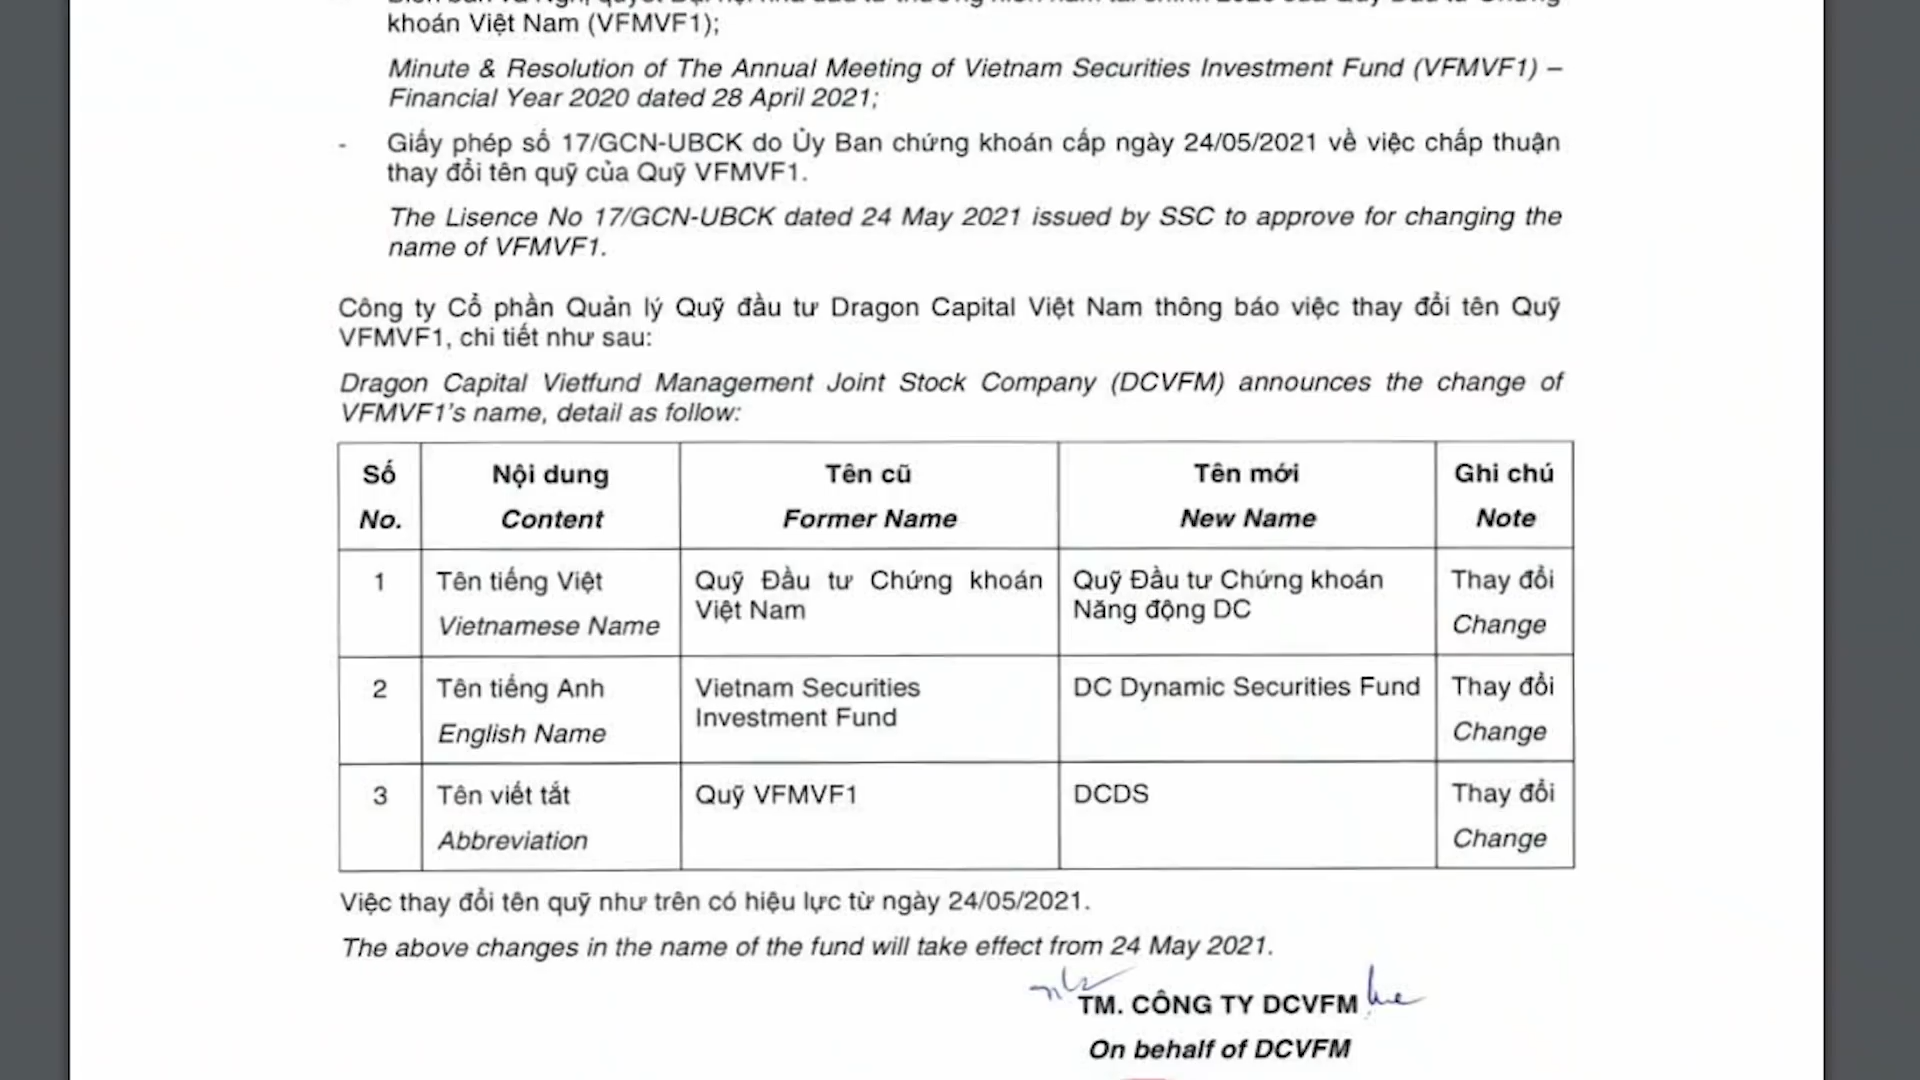 khoán Việt Nam (VFMVF1);
Minute & Resolution of The Annual Meeting of Vietnam Securities Investment Fund (VFMVF1) –
Financial Year 2020 dated 28 April 2021;
- Giấy phép số 17/GCN-UBCK do Ủy Ban chứng khoán cấp ngày 24/05/2021 về việc chấp thuận
thay đổi tên quỹ của Quỹ VFMVF1.
The Lisence No 17/GCN-UBCK dated 24 May 2021 issued by SSC to approve for changing the
name of VFMVF1.
Công ty Cổ phần Quản lý Quỹ đầu tư Dragon Capital Việt Nam thông báo việc thay đổi tên Quỹ
VFMVF1, chi tiết như sau:
Dragon Capital Vietfund Management Joint Stock Company (DCVFM) announces the change of
VFMVF1's name, detail as follow:
Số Nội dung Tên cũ Tên mới Ghi chú
No. Content Former Name New Name Note
1 Tên tiếng Việt Quỹ Đầu tư Chứng khoán Quỹ Đầu tư Chứng khoán Thay đổi
Việt Nam Năng động DC
Vietnamese Name Change
2 Tên tiếng Anh Vietnam Securities DC Dynamic Securities Fund Thay đổi
Investment Fund
English Name Change
3 Tên viết tắt Quỹ VFMVF1 DCDS Thay đổi
Abbreviation Change
Việc thay đổi tên quỹ như trên có hiệu lực từ ngày 24/05/2021.
The above changes in the name of the fund will take effect from 24 May 2021.
TM. CÔNG TY DCVFM
On behalf of DCVFM